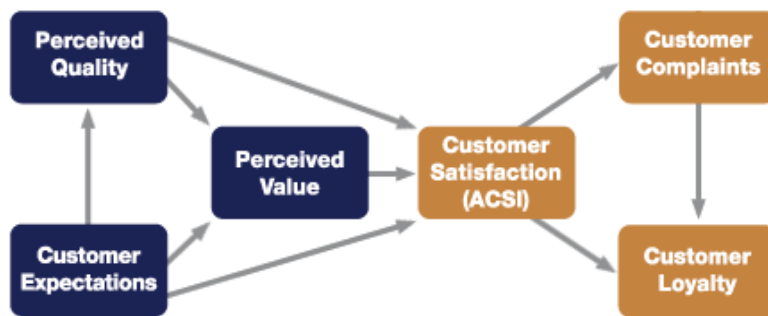 Perceived
Quality
Customer
Complaints
Perceived
Value
Customer
Satisfaction
(ACSI)
Customer
Expectations
Customer
Loyalty